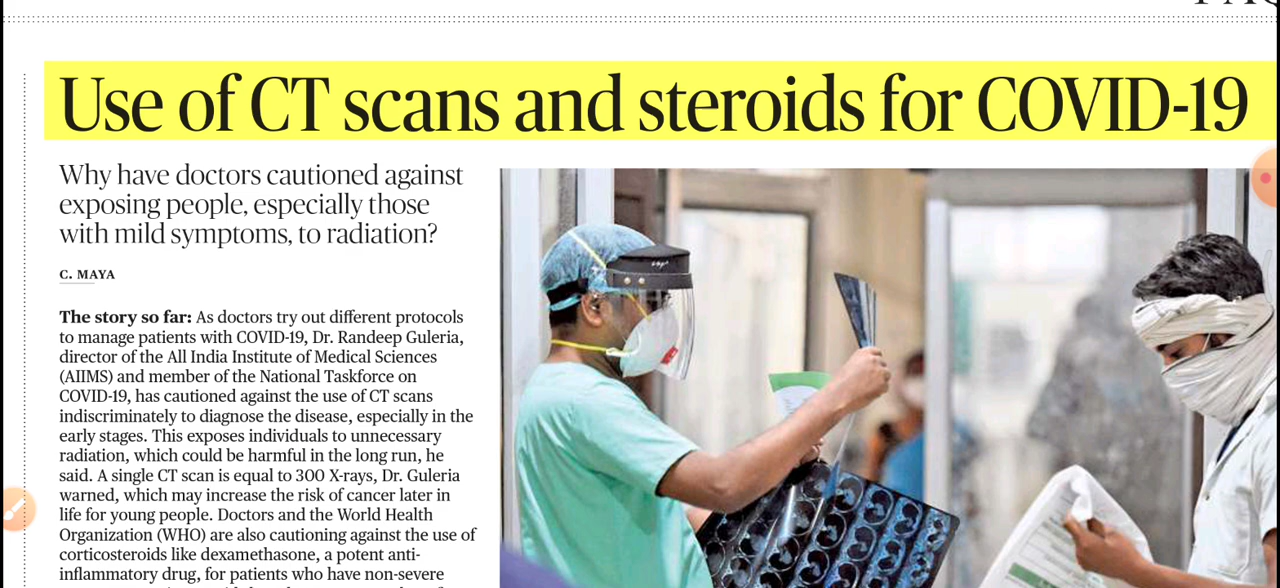 Use of CT scans and steroids for COVID-19
Why have doctors cautioned against
exposing people, especially those
with mild symptoms, to radiation?
C. MAYA
The story so far: As doctors try out different protocols
to manage patients with COVID-19, Dr. Randeep Guleria,
director of the All India Institute of Medical Sciences
(AIIMS) and member of the National Taskforce on
COVID-19, has cautioned against the use of CT scans
indiscriminately to diagnose the disease, especially in the
early stages. This exposes individuals to unnecessary
radiation, which could be harmful in the long run, he
said. A single CT scan is equal to 300 X-rays, Dr. Guleria
warned, which may increase the risk of cancer later in
life for young people. Doctors and the World Health
Organization (WHO) are also cautioning against the use of
corticosteroids like dexamethasone, a potent anti-
inflammatory drug, for patients who have non-severe